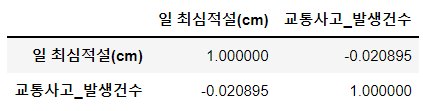 일 최심적설(cm) 교통사고_발생건수
일 최심적설(cm) 1.000000 -0.020895
교통사고_발생건수 -0.020895 1.000000